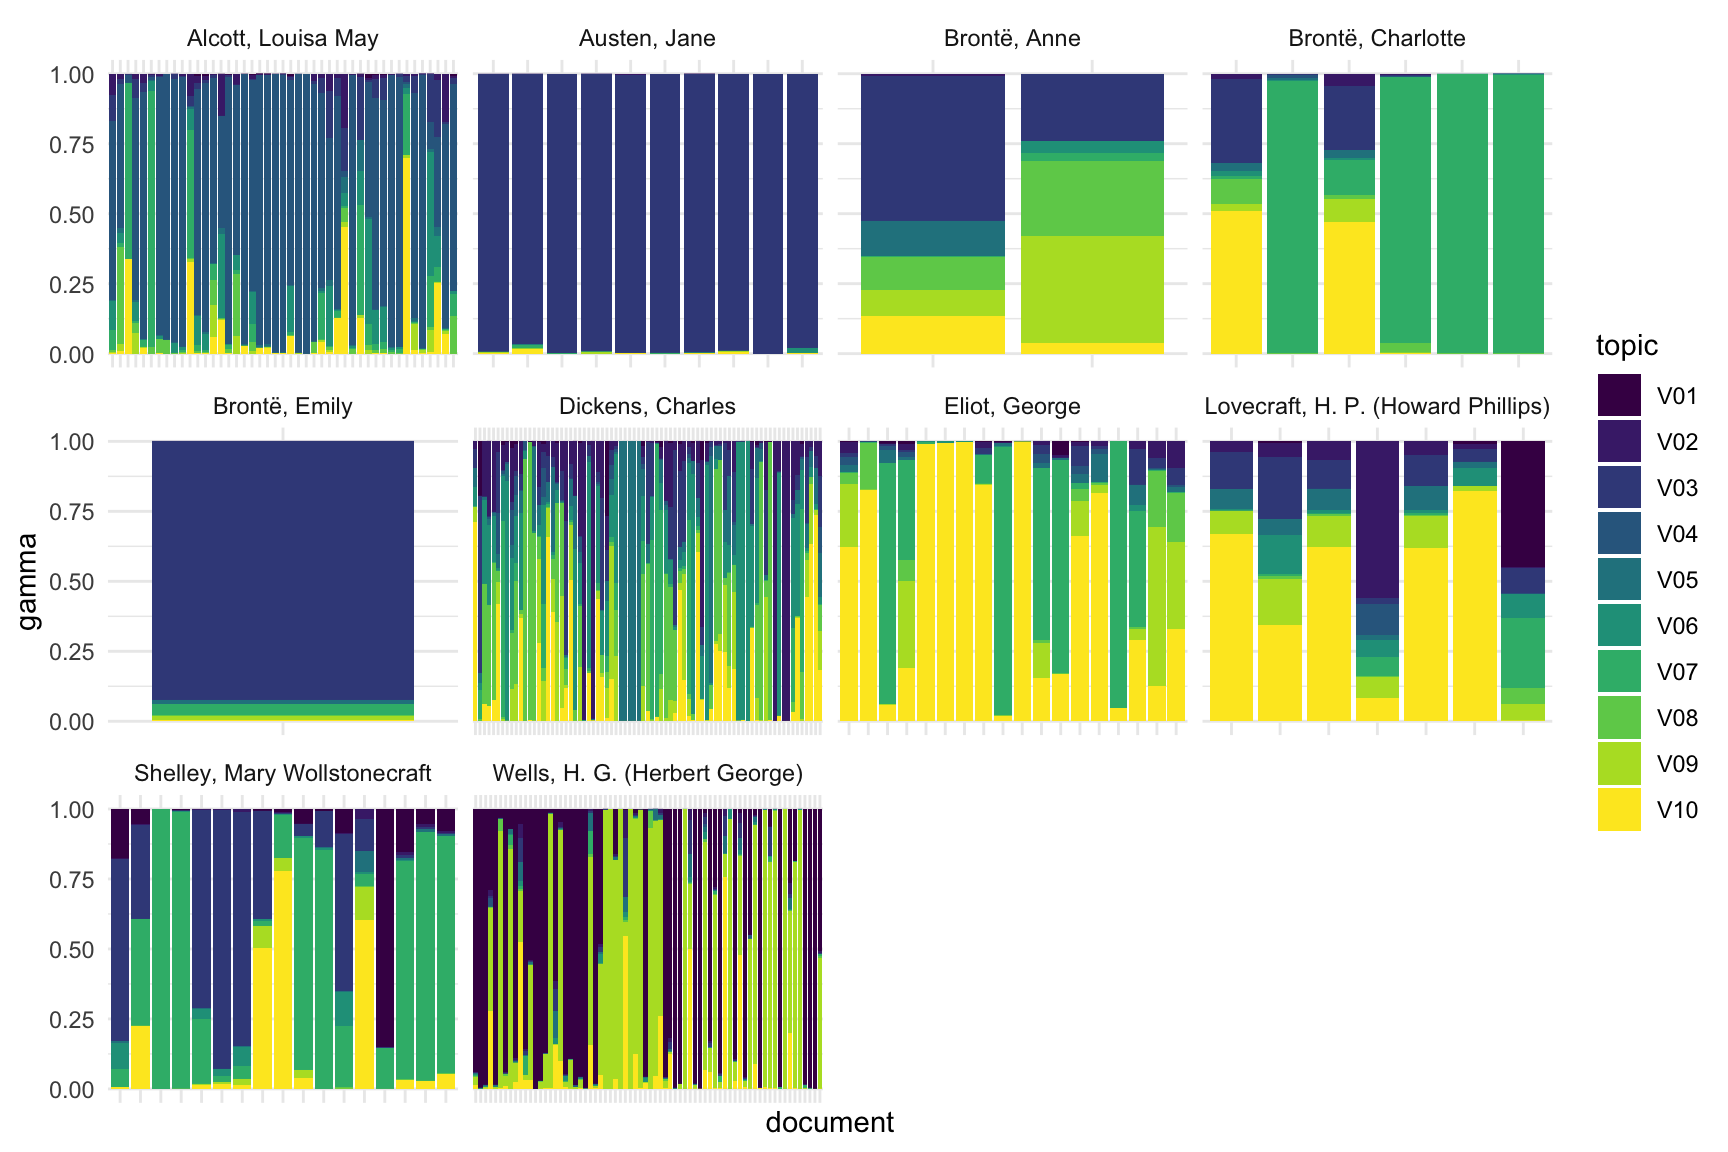 Alcott, Louisa May
Austen, Jane
Brontë, Anne
Brontë, Charlotte
1.00
0.75
0.50
0.25
0.00
Brontë, Emily
Dickens, Charles
Eliot, George
Lovecraft, H. P. (Howard Phillips)
1.00
0.75
0.50
0.25
0.00
Shelley, Mary Wollstonecraft
Wells, H. G. (Herbert George)
1.00
0.75
0.50
0.25
0.00
gamma
document
topic
V01
V02
V03
V04
V05
V06
V07
V08
V09
V10